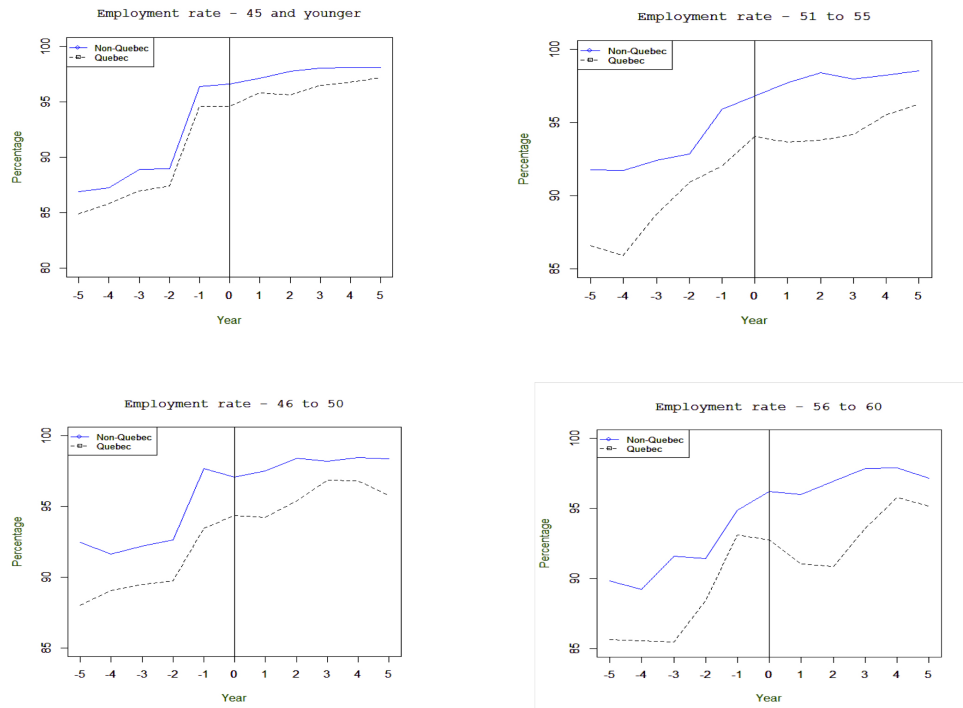 Employment rate - 45 and younger
Non-Quebec
Quebec
100
95
90
85
80
Percentage
-5 -4 -3 -2 -1 0 1 2 3 4 5
Year
Employment rate - 51 to 55
Non-Quebec
Quebec
100
95
90
85
Percentage
-5 -4 -3 -2 -1 0 1 2 3 4 5
Year
Employment rate - 46 to 50
Non-Quebec
Quebec
100
95
90
85
Percentage
-5 -4 -3 -2 -1 0 1 2 3 4 5
Year
Employment rate - 56 to 60
Non-Quebec
Quebec
100
95
90
85
Percentage
-5 -4 -3 -2 -1 0 1 2 3 4 5
Year